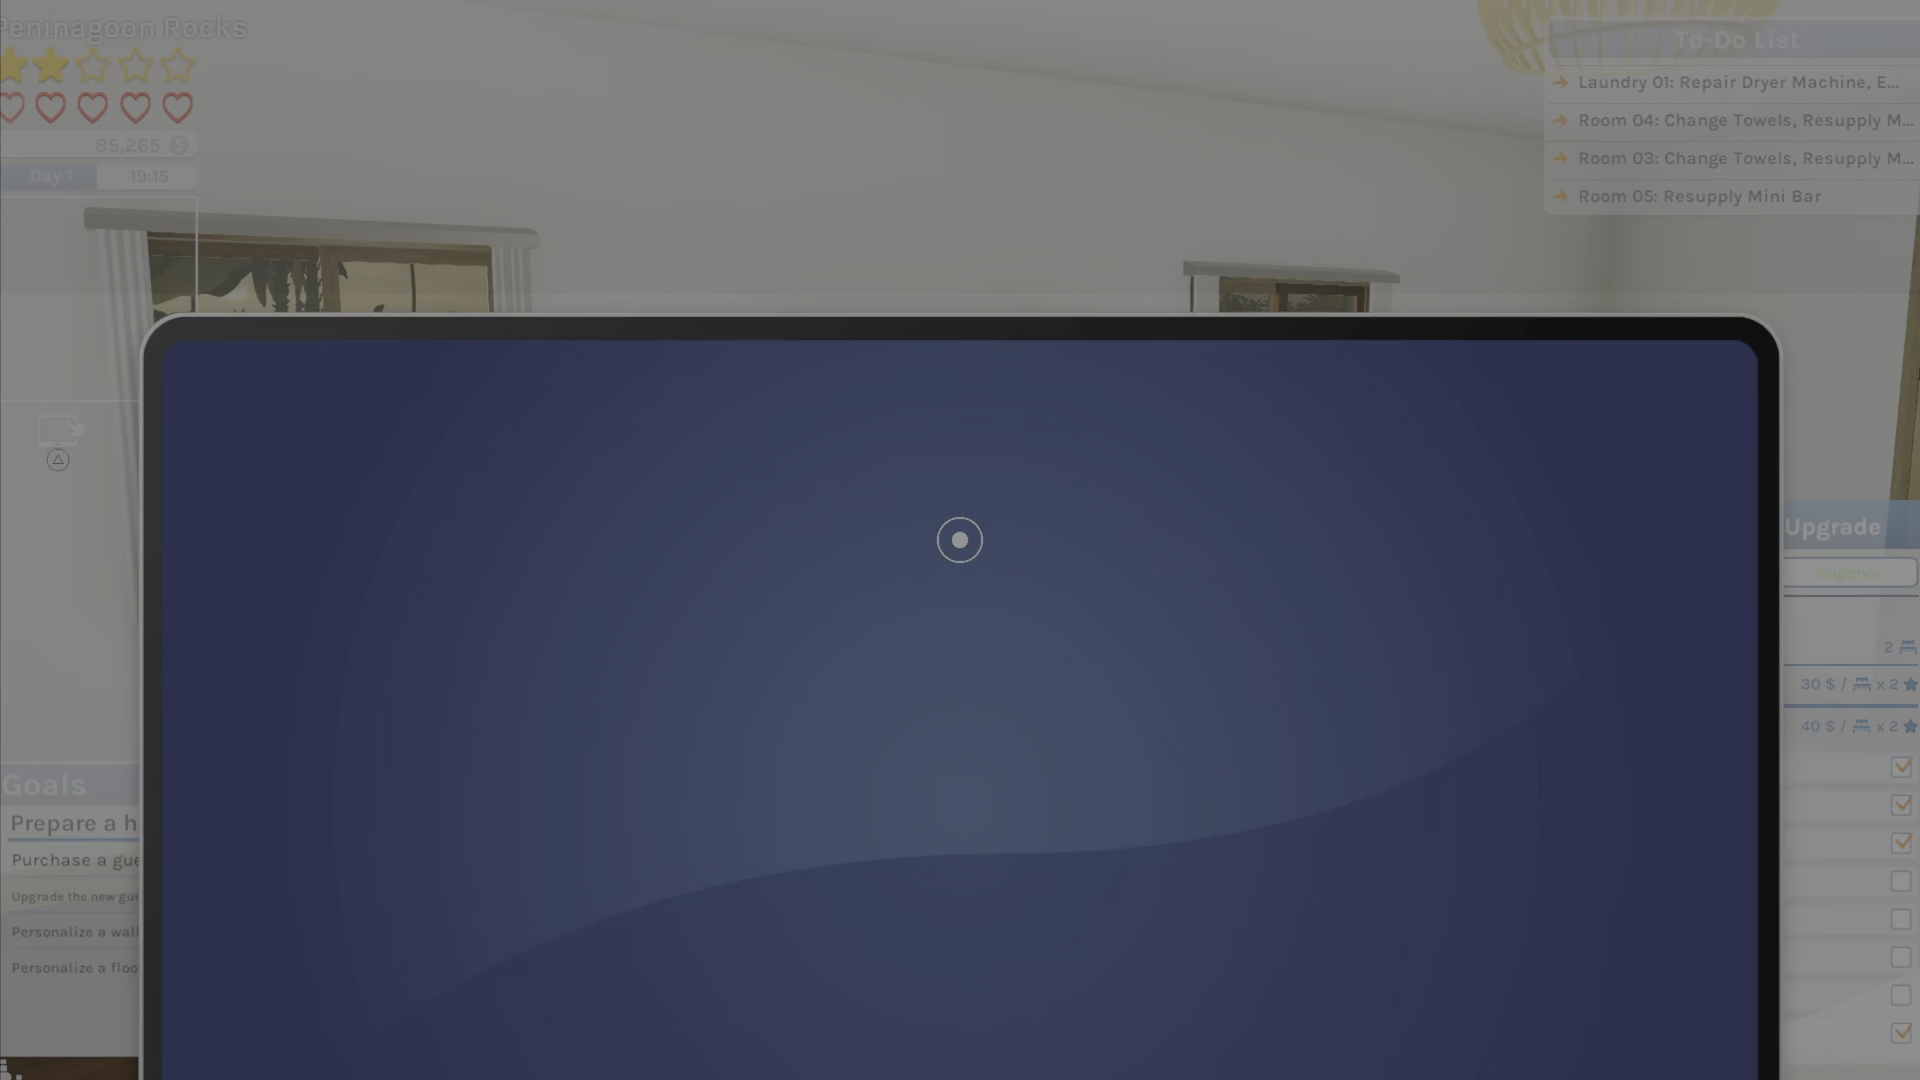 Peninagoon Rocks
85,265
Day 1 19:15
To-Do List
Laundry 01: Repair Dryer Machine, E...
Room 04: Change Towels, Resupply M...
Room 03: Change Towels, Resupply M...
Room 05: Resupply Mini Bar
Upgrade
Superior
2
30 $ / x 2
40 $ / x 2
Goals
Prepare a h
Purchase a gue
Upgrade the new gue
Personalize a wall
Personalize a floo